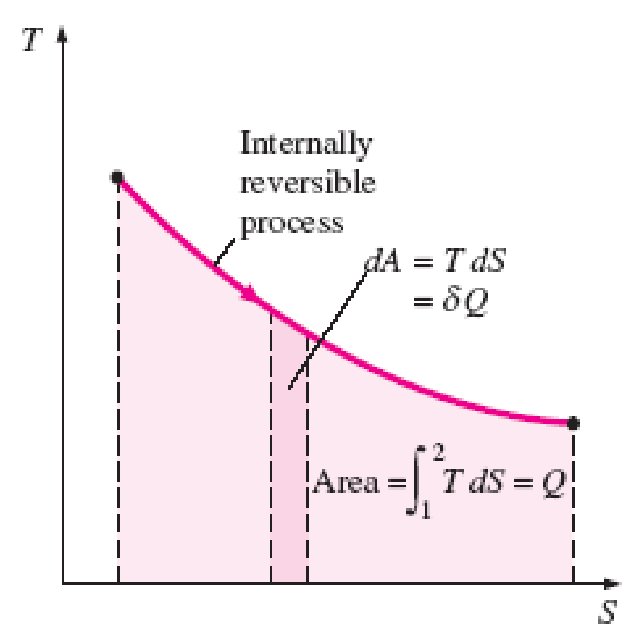 T
Internally
reversible
process
dA = T dS
= δQ
Area = ∫₁² T dS = Q
S